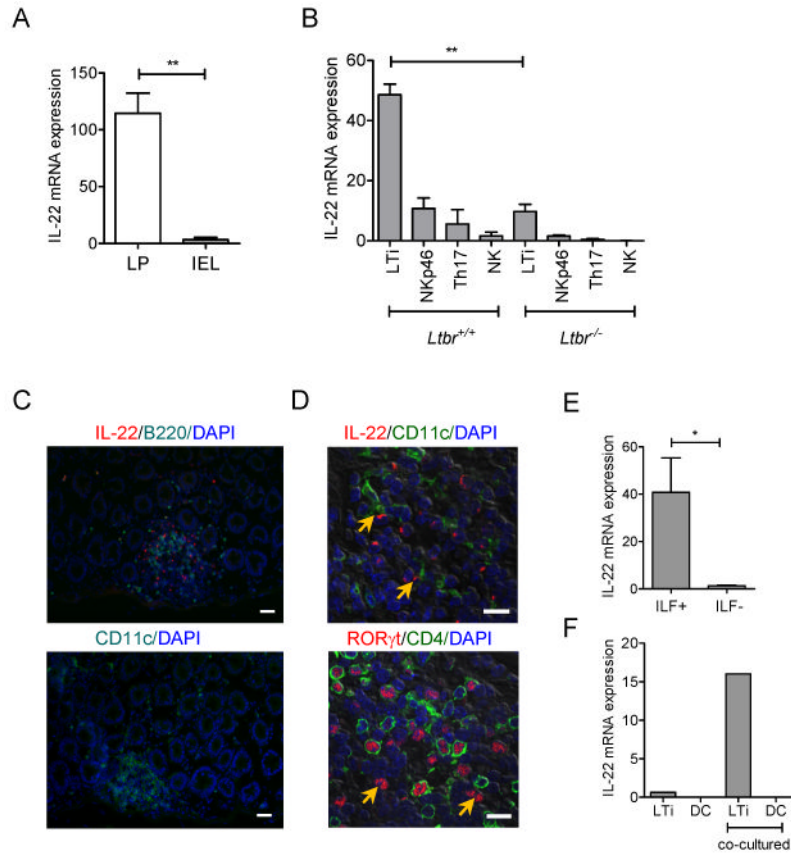 A
IL-22 mRNA expression
150
100
50
0
**
LP
IEL
B
IL-22 mRNA expression
60
40
20
0
**
LTi
NKp46
Th17
NK
LTi
NKp46
Th17
NK
Ltbr+/+
Ltbr-/-
C
IL-22/B220/DAPI
CD11c/DAPI
D
IL-22/CD11c/DAPI
RORγt/CD4/DAPI
E
IL-22 mRNA expression
60
40
20
0
*
ILF+
ILF-
F
IL-22 mRNA expression
20
15
10
5
0
LTi
DC
LTi
DC
co-cultured